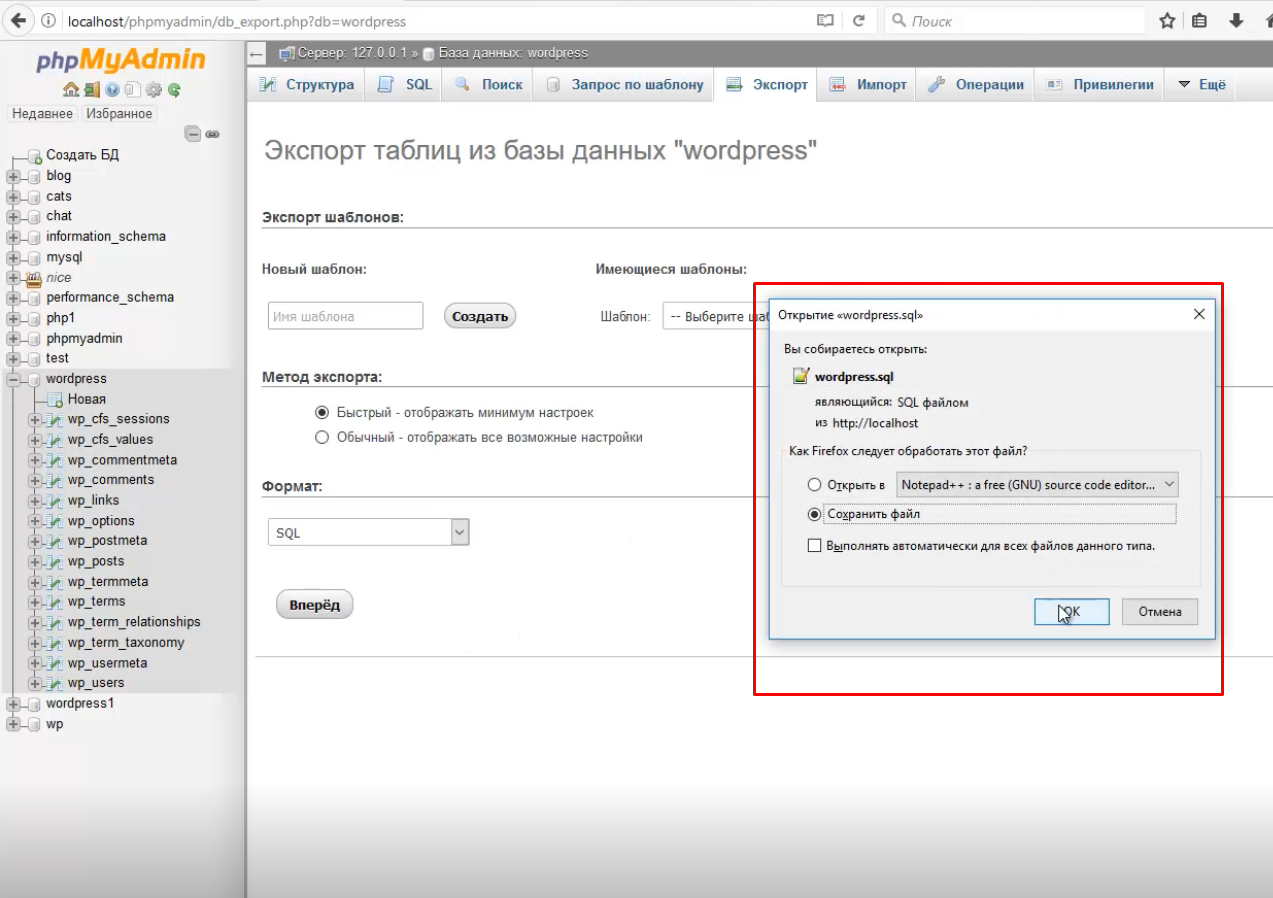 localhost/phpmyadmin/db_export.php?db=wordpress
Поиск
phpMyAdmin
Недавнее Избранное
Создать БД
blog
cats
chat
information_schema
mysql
nice
performance_schema
php1
phpmyadmin
test
wordpress
Новая
wp_cfs_sessions
wp_cfs_values
wp_commentmeta
wp_comments
wp_links
wp_options
wp_postmeta
wp_posts
wp_termmeta
wp_terms
wp_term_relationships
wp_term_taxonomy
wp_usermeta
wp_users
wordpress1
wp
Сервер: 127.0.0.1 » База данных: wordpress
Структура SQL Поиск Запрос по шаблону Экспорт Импорт Операции Привилегии Ещё
Экспорт таблиц из базы данных "wordpress"
Экспорт шаблонов:
Новый шаблон: Имеющиеся шаблоны:
Имя шаблона Создать Шаблон: -- Выберите
Метод экспорта:
Быстрый - отображать минимум настроек
Обычный - отображать все возможные настройки
Формат:
SQL
Вперёд
Открытие «wordpress.sql»
Вы собираетесь открыть:
wordpress.sql
являющийся: SQL файлом
из http://localhost
Как Firefox следует обработать этот файл?
Открыть в Notepad++ : a free (GNU) source code editor...
Сохранить файл
Выполнять автоматически для всех файлов данного типа.
OK Отмена